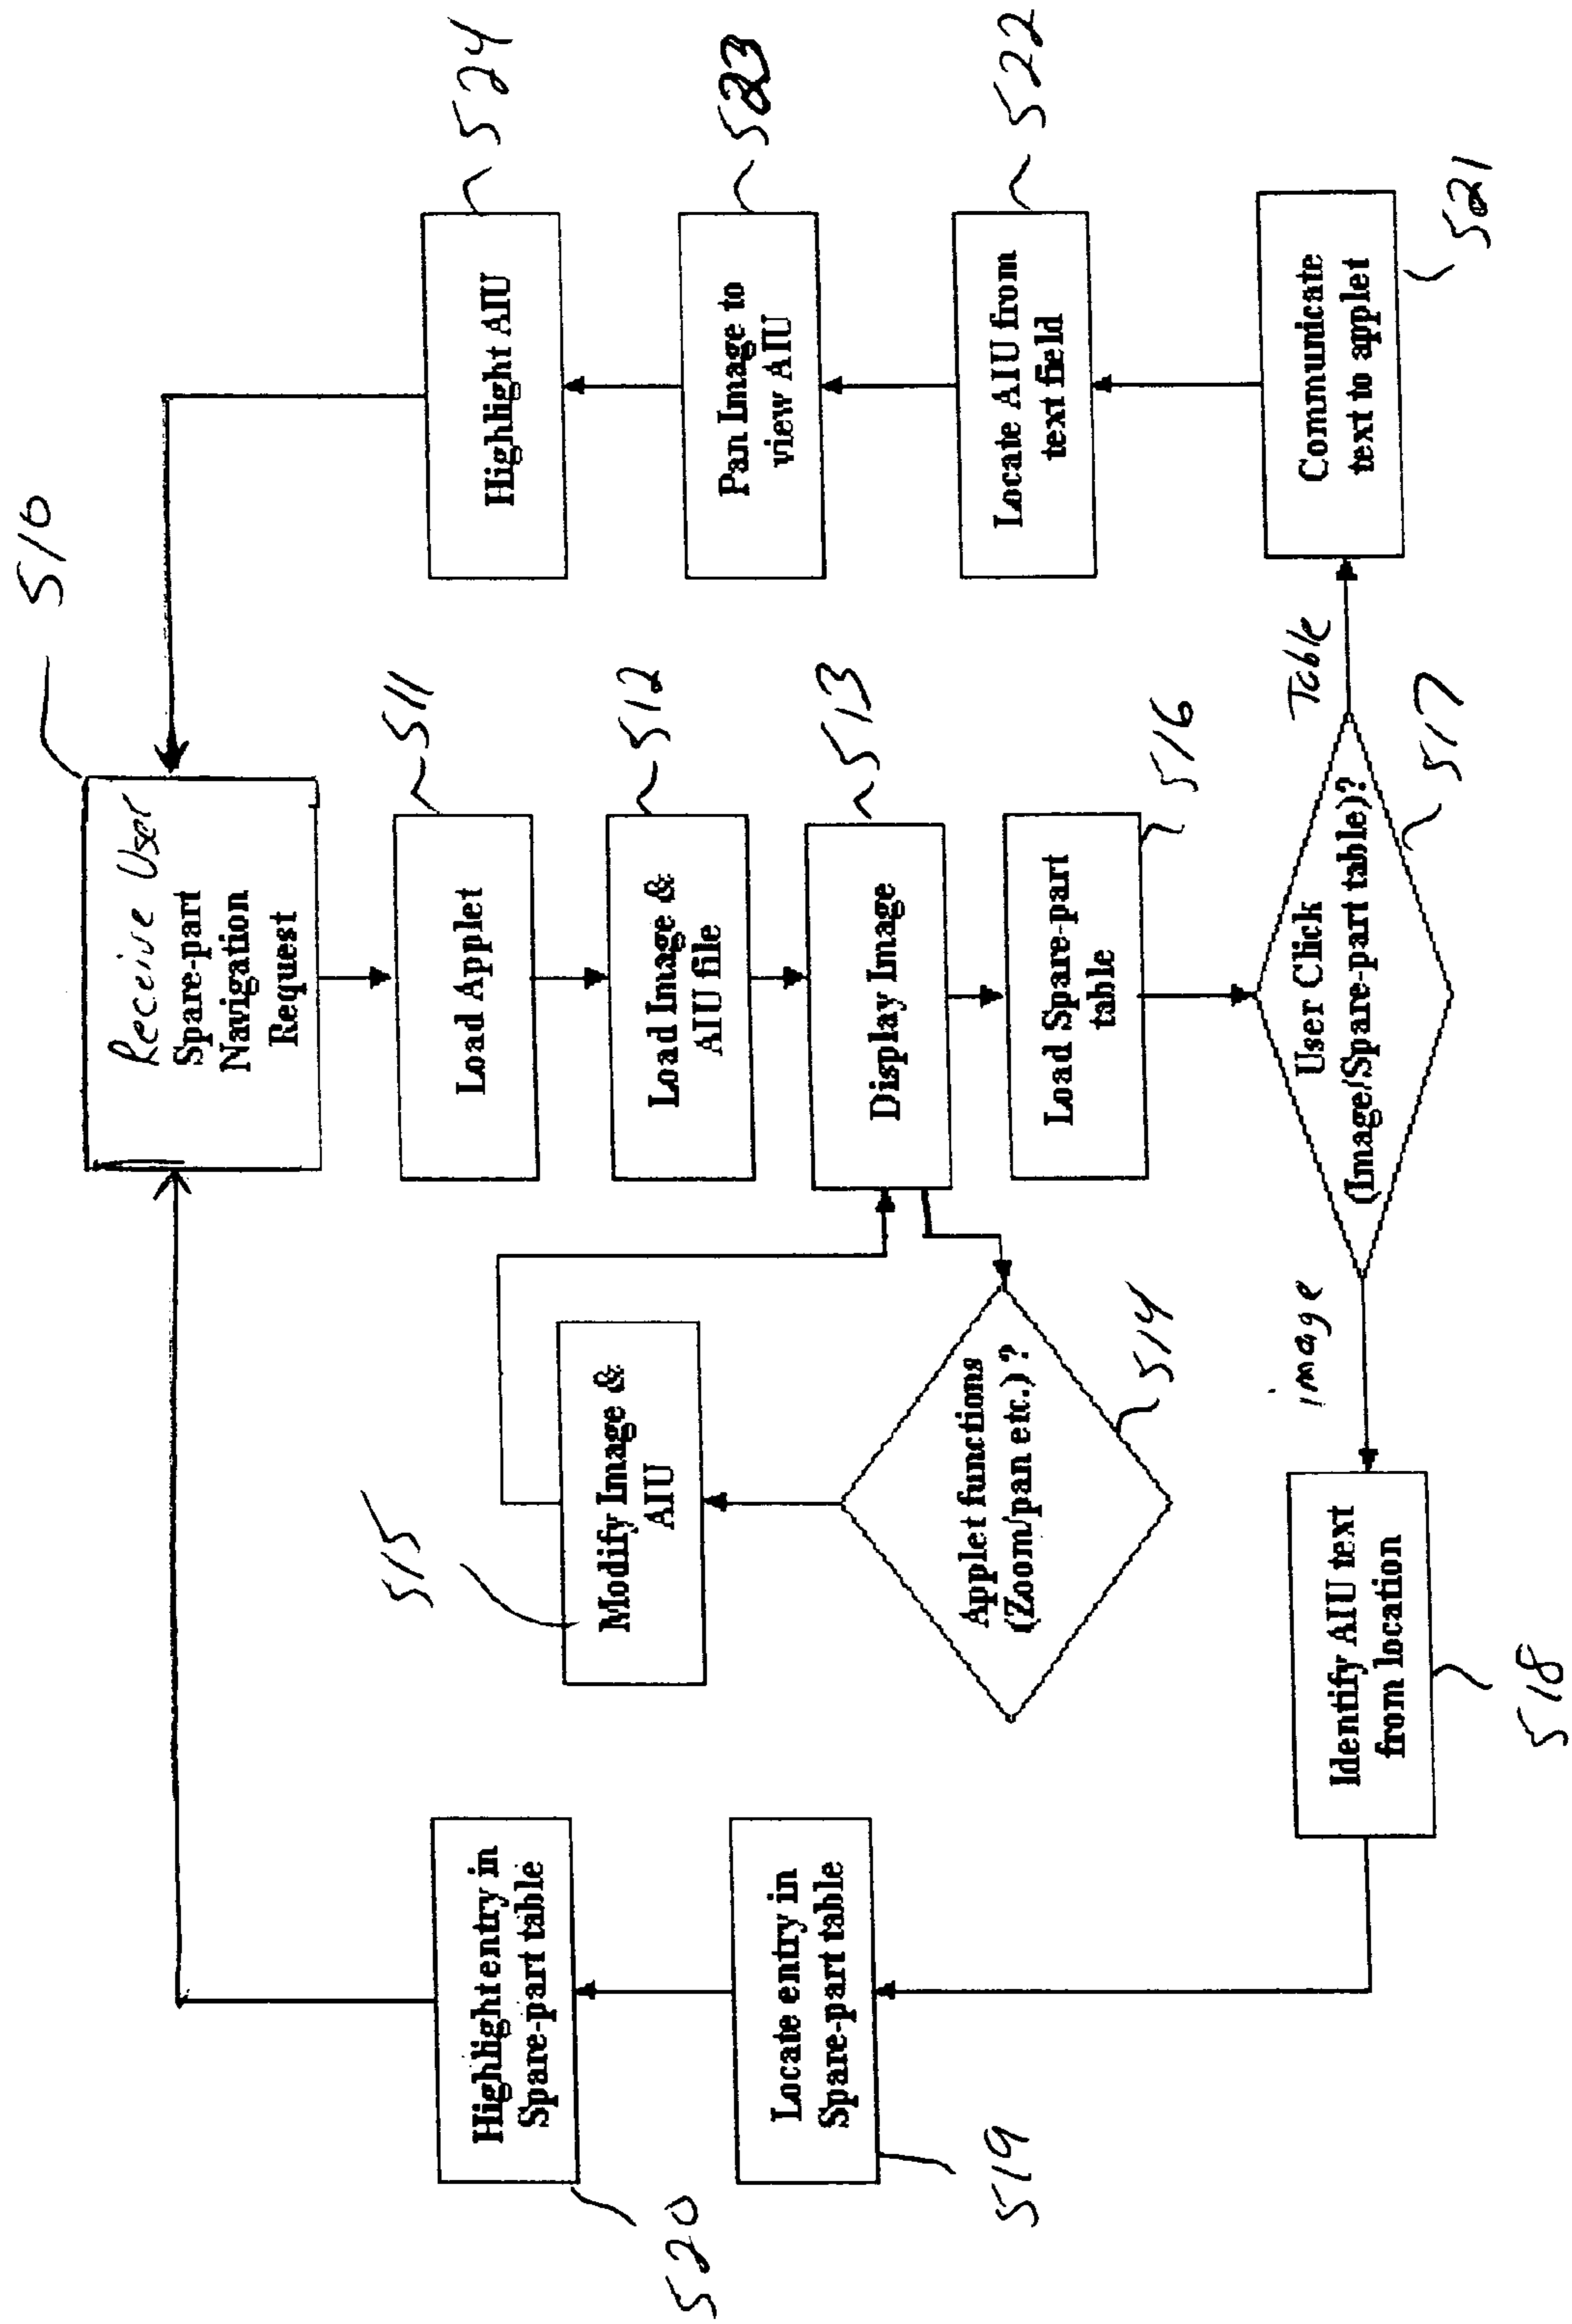 510
Receive User
Spare-part
Navigation
Request
511
Load Applet
512
Load Image &
AIU file
513
Display Image
516
Load Spare-part
table
User Click
(Image/Spare-part table)?
517
Table
image
515
Modify Image &
AIU
Applet functions
(Zoom/pan etc.) ?
514
Identify AIU text
from location
518
Locate entry in
Spare-part table
519
Highlight entry in
Spare-part table
520
Communicate
text to applet
521
Locate AIU from
text field
522
Pan Image to
view AIU
523
Highlight AIU
524